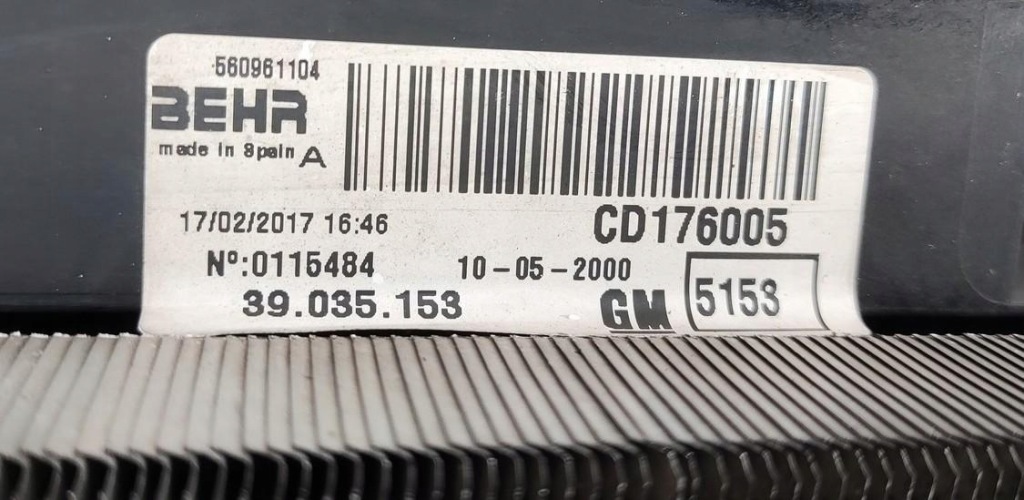 560961104
BEHR
made in Spain A
17/02/2017 16:46
CD176005
Nº:0115484
10-05-2000
39.035.153
GM
5153